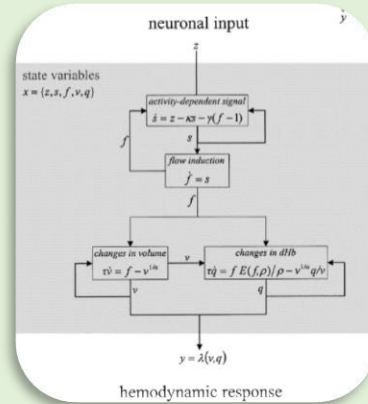 ẏ
neuronal input
z
state variables
x = {z,s,f,v,q}
activity-dependent signal
ṡ = z − κs − γ(f − 1)
f
s
flow induction
ḟ = s
f
changes in volume
τv̇ = f − v^1/α
v
changes in dHb
τq̇ = f E(f,ρ)/ρ − v^1/α q/v
v
q
y = λ(v,q)
hemodynamic response